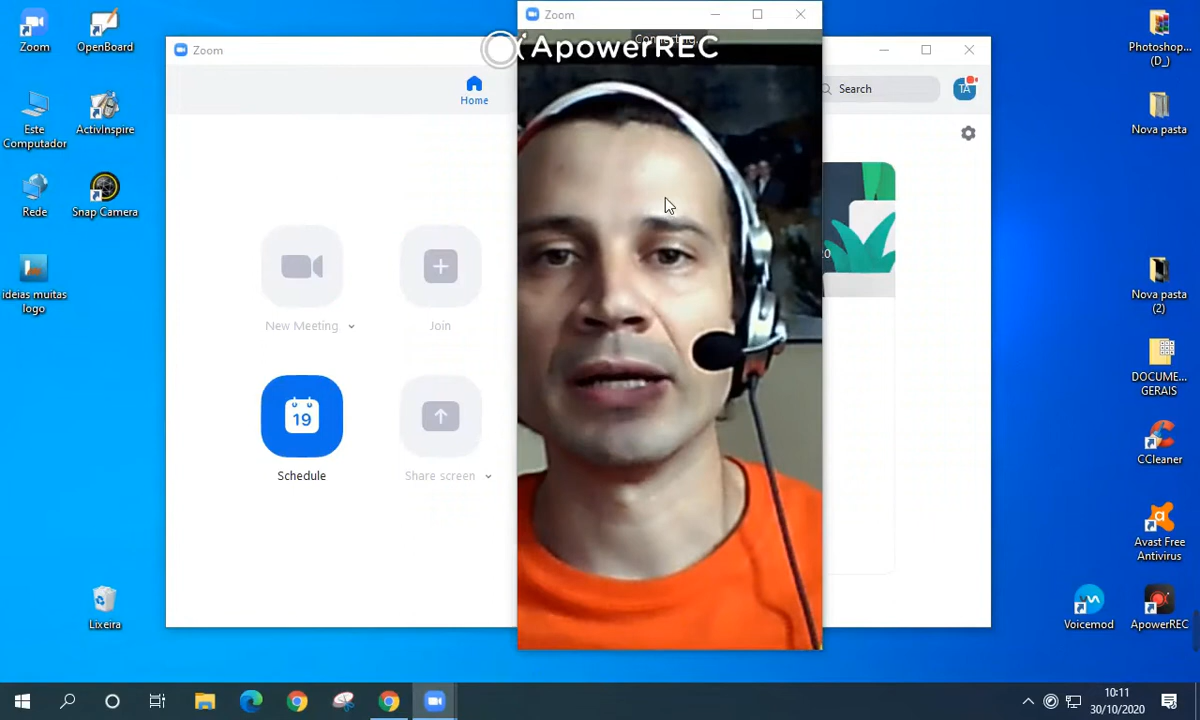 Zoom
OpenBoard
Este
Computador
ActivInspire
Rede
Snap Camera
idéias muitas
logo
Lixeira
Zoom
Home
Search
TA
New Meeting
Join
19
Schedule
Share screen
Zoom
ApowerREC
Photoshop...
(D_)
Nova pasta
Nova pasta
(2)
DOCUME...
GERAIS
CCleaner
Avast Free
Antivirus
Voicemod
ApowerREC
10:11
30/10/2020